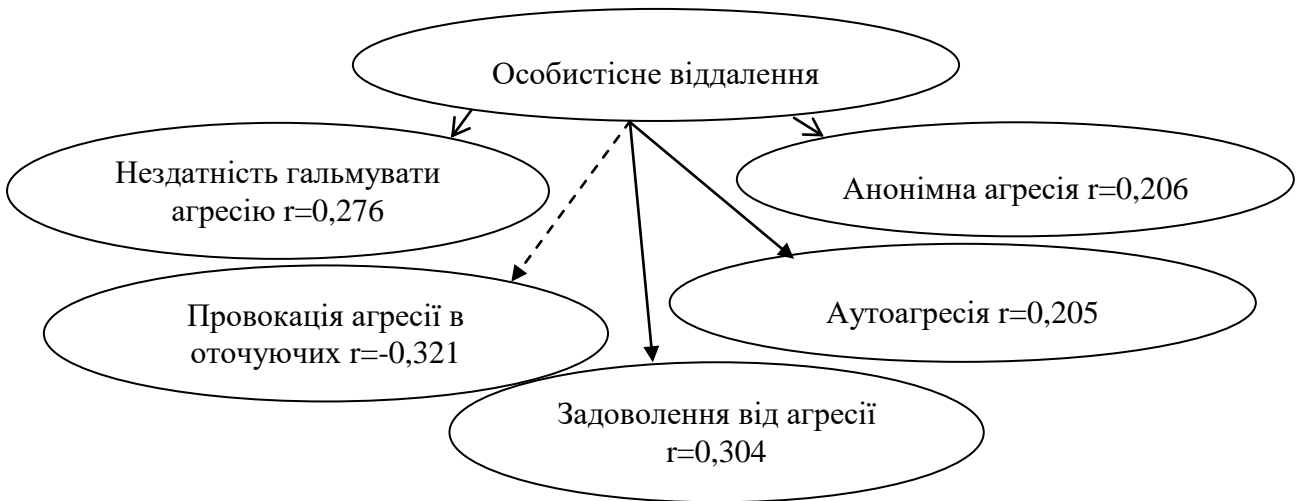 Особистісне віддалення
Нездатність гальмувати
агресію r=0,276
Анонімна агресія r=0,206
Провокація агресії в
оточуючих r=-0,321
Аутоагресія r=0,205
Задоволення від агресії
r=0,304